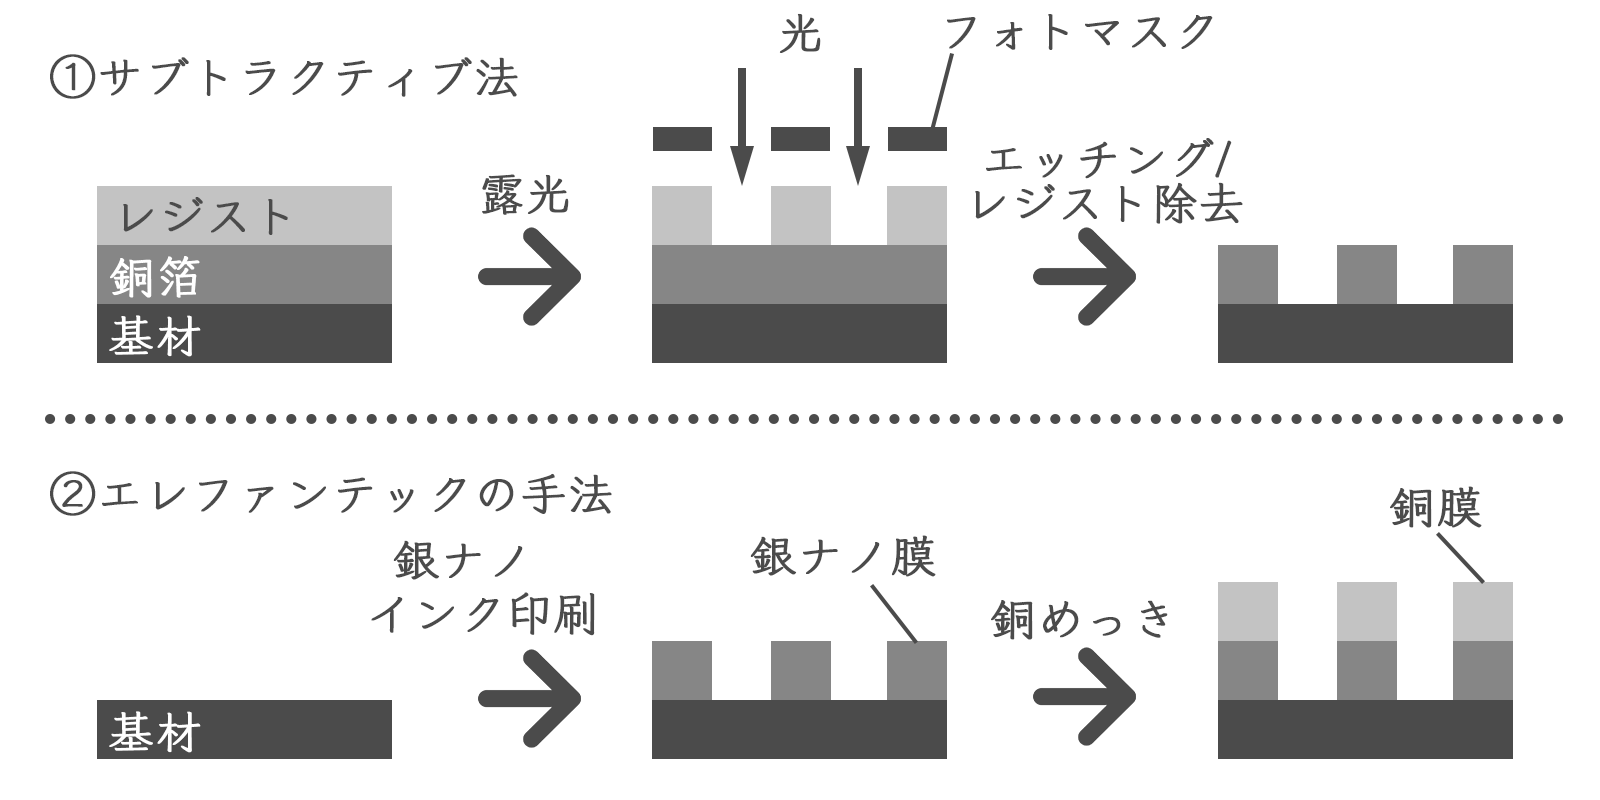 ①サブトラクティブ法
光
フォトマスク
レジスト
銅箔
基材
露光
エッチング/
レジスト除去
②エレファンテックの手法
基材
銀ナノ
インク印刷
銀ナノ膜
銅めっき
銅膜